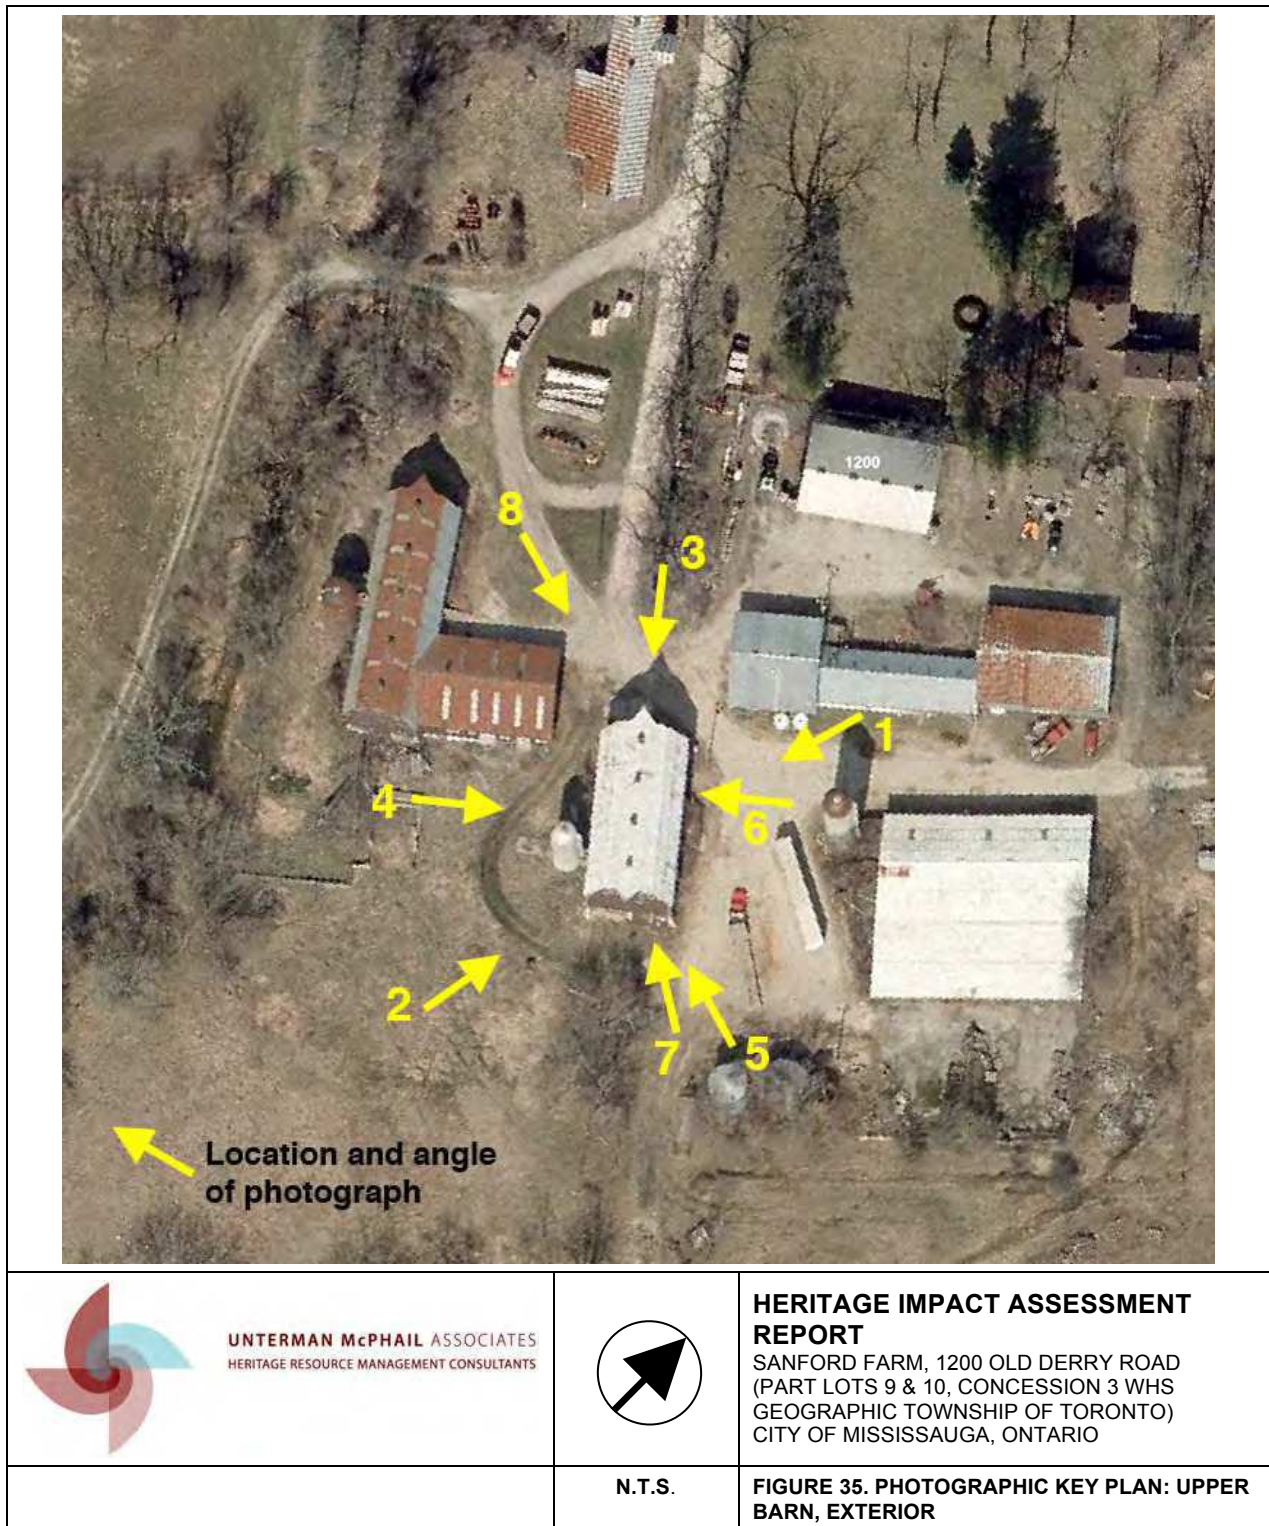 1200
8
3
1
4
6
2
7
5
Location and angle
of photograph
UNTERMAN McPHAIL ASSOCIATES
HERITAGE RESOURCE MANAGEMENT CONSULTANTS
HERITAGE IMPACT ASSESSMENT
REPORT
SANFORD FARM, 1200 OLD DERRY ROAD
(PART LOTS 9 & 10, CONCESSION 3 WHS
GEOGRAPHIC TOWNSHIP OF TORONTO)
CITY OF MISSISSAUGA, ONTARIO
N.T.S.
FIGURE 35. PHOTOGRAPHIC KEY PLAN: UPPER
BARN, EXTERIOR